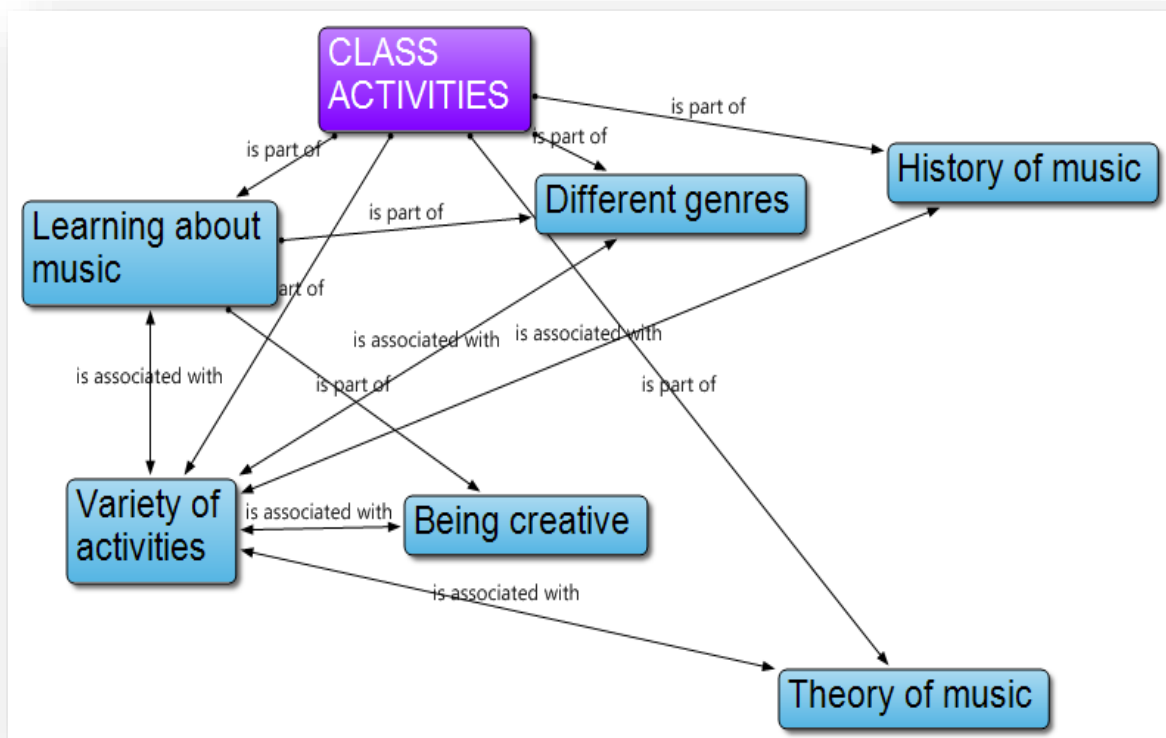 CLASS
ACTIVITIES
is part of
is part of
is part of
History of music
Different genres
Learning about
music
is part of
art of
is associated with
is associated with
is associated with
is part of
is part of
Variety of
activities
is associated with
Being creative
is associated with
Theory of music